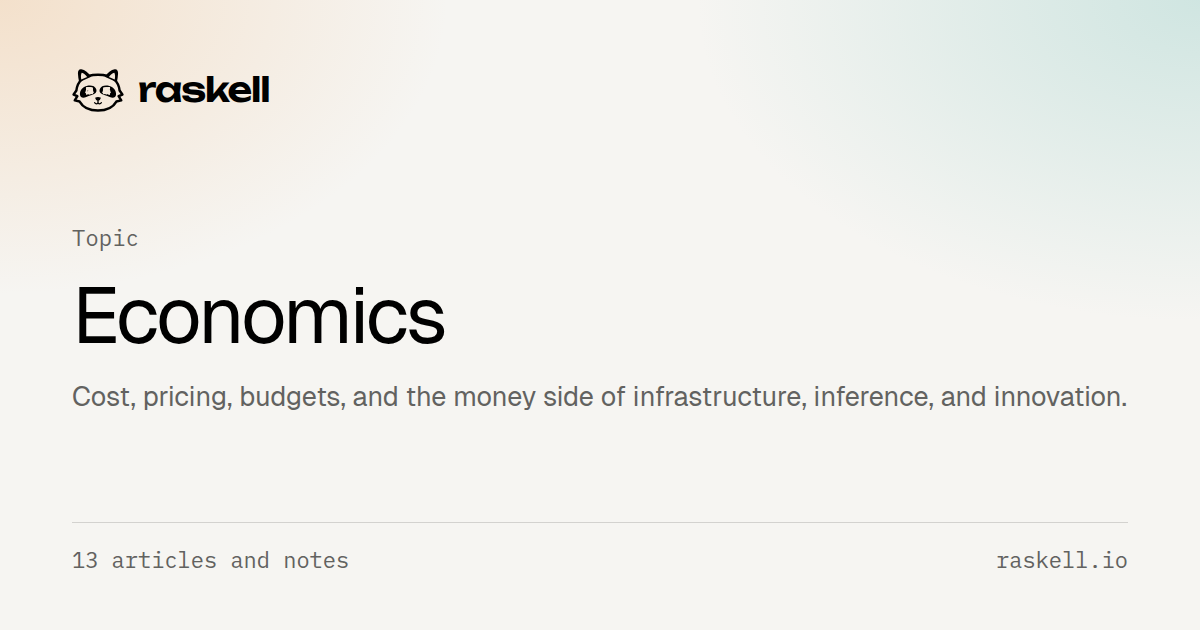 raskell
Topic
Economics
Cost, pricing, budgets, and the money side of infrastructure, inference, and innovation.
13 articles and notes
raskell.io